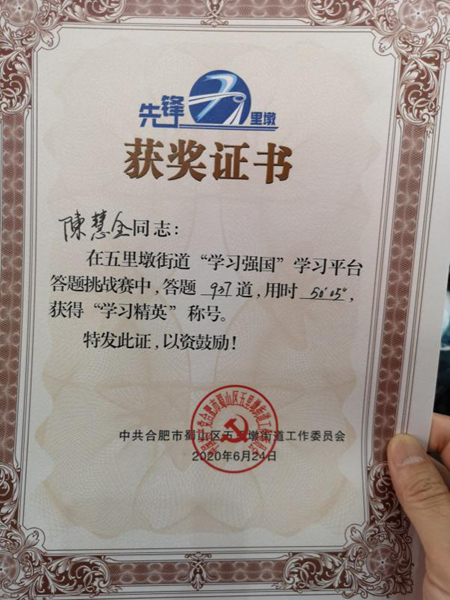 先锋
里墩
获奖证书
陳慧全同志:
在五里墩街道“学习强国”学习平台
答题挑战赛中,答题 907 道,用时 50′05″,
获得“学习精英”称号。
特发此证,以资鼓励!
中共合肥市蜀山区五里墩街道工作委员会
2020年6月24日